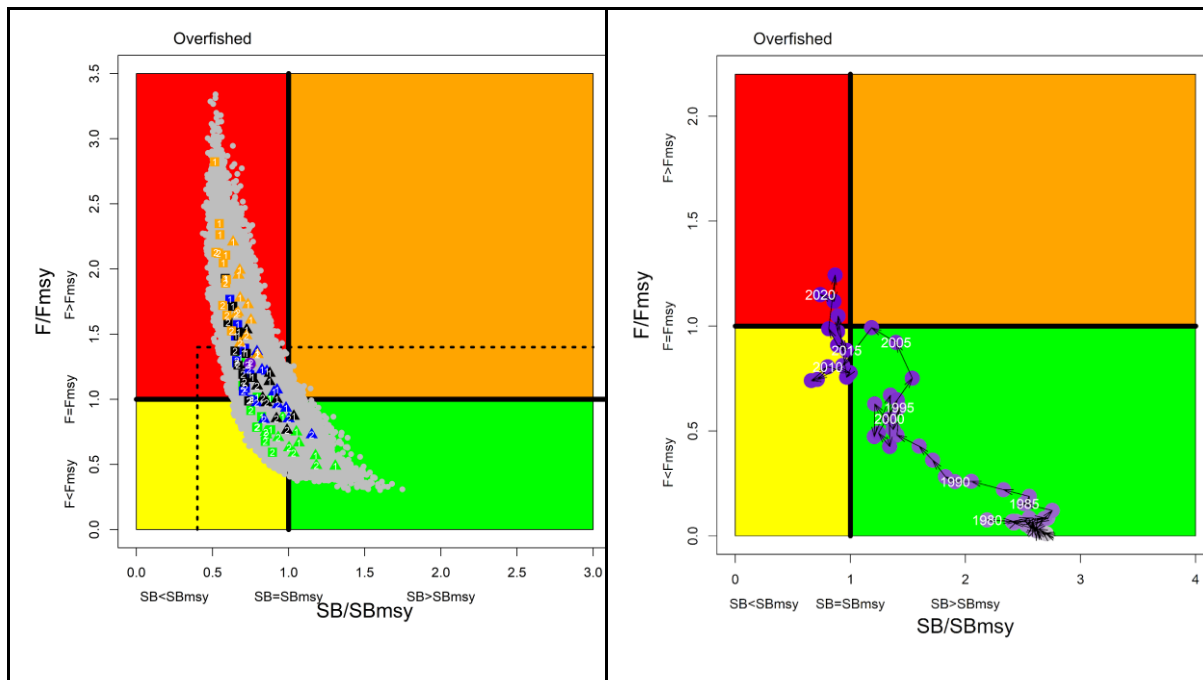 Overfished
F/Fmsy
F<Fmsy
F=Fmsy
F>Fmsy
0.0
0.5
1.0
1.5
2.0
2.5
3.0
3.5
0.0
0.5
1.0
1.5
2.0
2.5
3.0
SB<SBmsy
SB=SBmsy
SB>SBmsy
SB/SBmsy
Overfished
F/Fmsy
F<Fmsy
F=Fmsy
F>Fmsy
0.0
0.5
1.0
1.5
2.0
2020
2015
2010
2005
1995
2000
1990
1985
1980
0
1
2
3
4
SB<SBmsy
SB=SBmsy
SB>SBmsy
SB/SBmsy